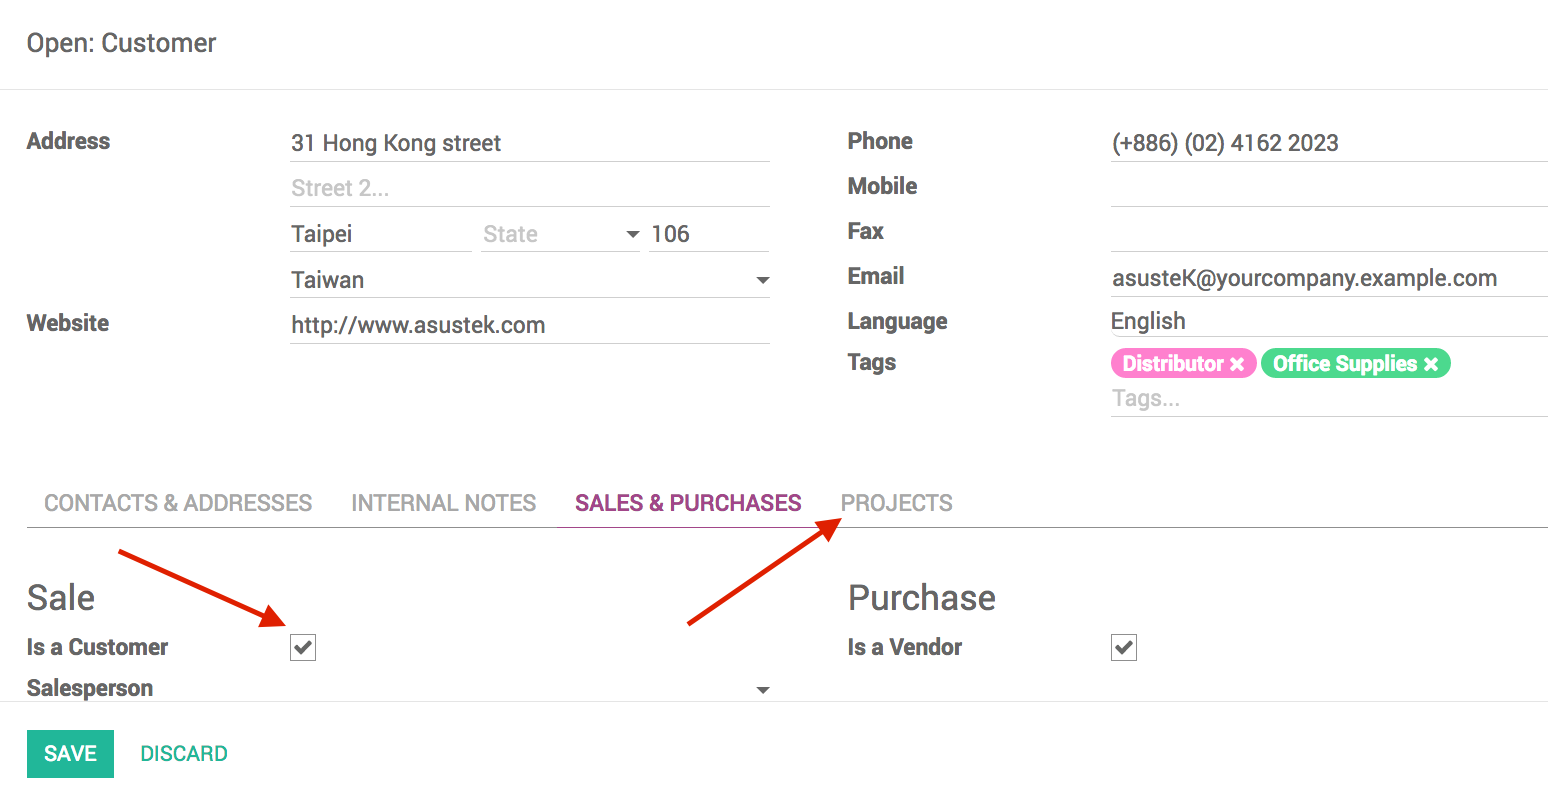 Open: Customer
Address
31 Hong Kong street
Street 2...
Taipei State 106
Taiwan
Website
http://www.asustek.com
Phone
(+886) (02) 4162 2023
Mobile
Fax
Email
asusteK@yourcompany.example.com
Language
English
Tags
Distributor Office Supplies
Tags...
CONTACTS & ADDRESSES INTERNAL NOTES SALES & PURCHASES PROJECTS
Sale
Is a Customer
Salesperson
Purchase
Is a Vendor
SAVE DISCARD